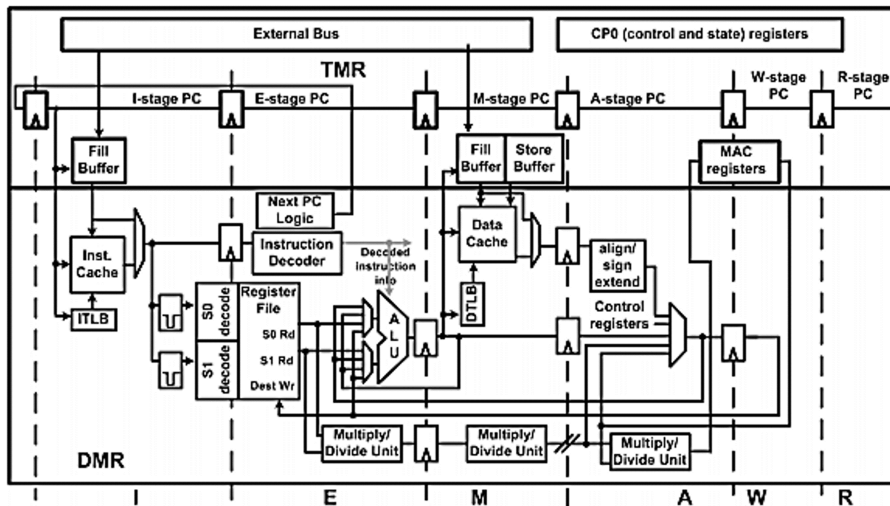 External Bus
CP0 (control and state) registers
TMR
I-stage PC
E-stage PC
M-stage PC
A-stage PC
W-stage
PC
R-stage
PC
Fill
Buffer
Fill
Buffer
Store
Buffer
MAC
registers
Next PC
Logic
Inst.
Cache
Instruction
Decoder
Decoded
instruction
info
Data
Cache
align/
sign
extend
ITLB
DTLB
S0
decode
S1
decode
Register
File
S0 Rd
S1 Rd
Dest Wr
A
L
U
Control
registers
Multiply/
Divide Unit
Multiply/
Divide Unit
Multiply/
Divide Unit
DMR
I
E
M
A
W
R